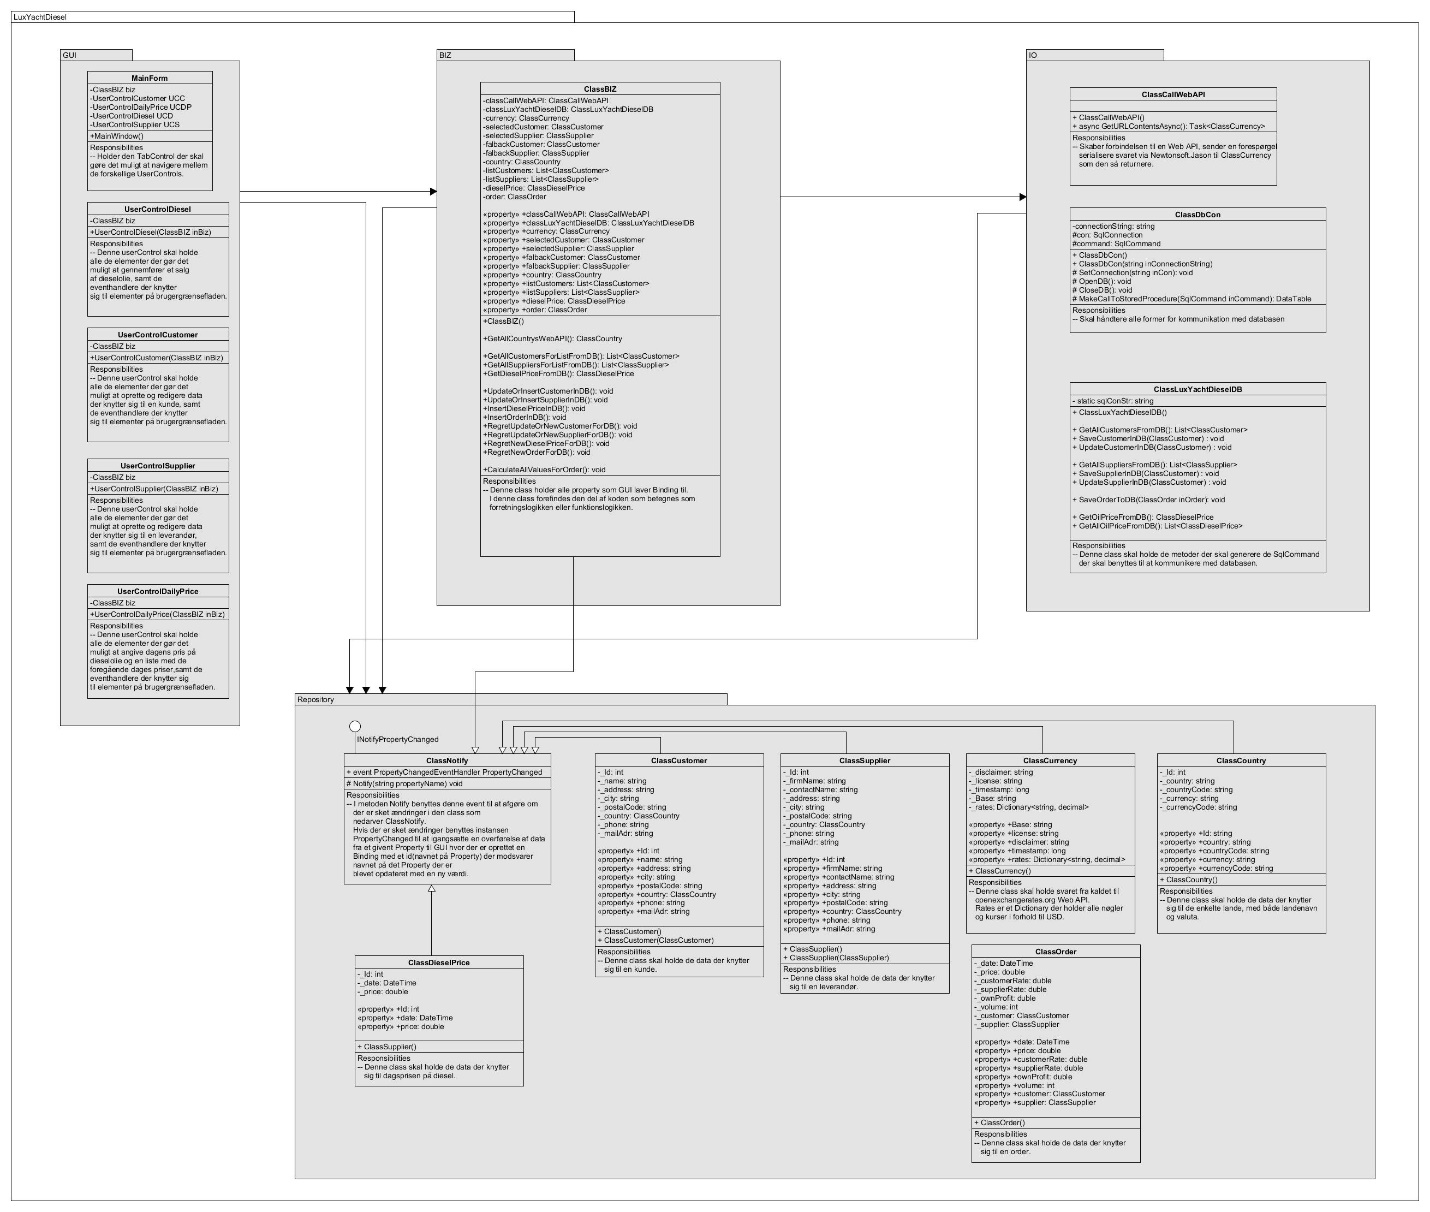 LuxYachtDiesel
GUI
MainForm
-ClassBIZ biz
-UserControlCustomer UCC
-UserControlDailyPrice UCDP
-UserControlDiesel UCD
-UserControlSupplier UCS
+MainWindow()
Responsibilities
-- Holder den TabControl der skal
gøre det muligt at navigere mellem
de forskellige UserControls.
UserControlDiesel
-ClassBIZ biz
+UserControlDiesel(ClassBIZ inBiz)
Responsibilities
-- Denne userControl skal holde
alle de elementer der gør det
muligt at gennemfører et salg
af dieselolie, samt de
eventhandlere der knytter
sig til elementer på brugergrænsefladen.
UserControlCustomer
-ClassBIZ biz
+UserControlCustomer(ClassBIZ inBiz)
Responsibilities
-- Denne userControl skal holde
alle de elementer der gør det
muligt at oprette og redigere data
der knytter sig til en kunde, samt
de eventhandlere der knytter
sig til elementer på brugergrænsefladen.
UserControlSupplier
-ClassBIZ biz
+UserControlSupplier(ClassBIZ inBiz)
Responsibilities
-- Denne userControl skal holde
alle de elementer der gør det
muligt at oprette og redigere data
der knytter sig til en leverandør,
samt de eventhandlere der knytter
sig til elementer på brugergrænsefladen.
UserControlDailyPrice
-ClassBIZ biz
+UserControlDailyPrice(ClassBIZ inBiz)
Responsibilities
-- Denne userControl skal holde
alle de elementer der gør det
muligt at angive dagens pris på
dieselolie og en liste med de
foregående dages priser,samt de
eventhandlere der knytter sig
til elementer på brugergrænsefladen.
BIZ
ClassBIZ
-classCallWebAPI: ClassCallWebAPI
-classLuxYachtDieselDB: ClassLuxYachtDieselDB
-currency: ClassCurrency
-selectedCustomer: ClassCustomer
-selectedSupplier: ClassSupplier
-falbackCustomer: ClassCustomer
-falbackSupplier: ClassSupplier
-country: ClassCountry
-listCustomers: List<ClassCustomer>
-listSuppliers: List<ClassSupplier>
-dieselPrice: ClassDieselPrice
-order: ClassOrder
«property» +classCallWebAPI: ClassCallWebAPI
«property» +classLuxYachtDieselDB: ClassLuxYachtDieselDB
«property» +currency: ClassCurrency
«property» +selectedCustomer: ClassCustomer
«property» +selectedSupplier: ClassSupplier
«property» +falbackCustomer: ClassCustomer
«property» +falbackSupplier: ClassSupplier
«property» +country: ClassCountry
«property» +listCustomers: List<ClassCustomer>
«property» +listSuppliers: List<ClassSupplier>
«property» +dieselPrice: ClassDieselPrice
«property» +order: ClassOrder
+ClassBIZ()
+GetAllCountrysWebAPI(): ClassCountry
+GetAllCustomersForListFromDB(): List<ClassCustomer>
+GetAllSuppliersForListFromDB(): List<ClassSupplier>
+GetDieselPriceFromDB(): ClassDieselPrice
+UpdateOrInsertCustomerInDB(): void
+UpdateOrInsertSupplierInDB(): void
+InsertDieselPriceInDB(): void
+InsertOrderInDB(): void
+RegretUpdateOrNewCustomerForDB(): void
+RegretUpdateOrNewSupplierForDB(): void
+RegretNewDieselPriceForDB(): void
+RegretNewOrderForDB(): void
+CalculateAllValuesForOrder(): void
Responsibilities
-- Denne class holder alle property som GUI laver Binding til.
I denne class forefindes den del af koden som betegnes som
forretningslogikken eller funktionslogikken.
IO
ClassCallWebAPI
+ ClassCallWebAPI()
+ async GetURLContentsAsync(): Task<ClassCurrency>
Responsibilities
-- Skaber forbindelsen til en Web API, sender en forespørgsel
serialisere svaret via Newtonsoft.Jason til ClassCurrency
som den så returnere.
ClassDbCon
-connectionString: string
#con: SqlConnection
#command: SqlCommand
+ ClassDbCon()
+ ClassDbCon(string inConnectionString)
# SetConnection(string inCon): void
# OpenDB(): void
# CloseDB(): void
# MakeCallToStoredProcedure(SqlCommand inCommand): DataTable
Responsibilities
-- Skal håndtere alle former for kommunikation med databasen
ClassLuxYachtDieselDB
- static sqlConStr: string
+ ClassLuxYachtDieselDB()
+ GetAllCustomersFromDB(): List<ClassCustomer>
+ SaveCustomerInDB(ClassCustomer) : void
+ UpdateCustomerInDB(ClassCustomer) : void
+ GetAllSuppliersFromDB(): List<ClassSupplier>
+ SaveSuplierInDB(ClassCustomer) : void
+ UpdateSuplierInDB(ClassCustomer) : void
+ SaveOrderToDB(ClassOrder inOrder): void
+ GetOilPriceFromDB(): ClassDieselPrice
+ GetAllOilPriceFromDB(): List<ClassDieselPrice>
Responsibilities
-- Denne class skal holde de metoder der skal generere de SqlCommand
der skal benyttes til at kommunikere med databasen.
Repository
INotifyPropertyChanged
ClassNotify
+ event PropertyChangedEventHandler PropertyChanged
# Notify(string propertyName) void
Responsibilities
-- I metoden Notify benyttes denne event til at afgøre om
der er sket ændringer i den class som
nedarver ClassNotify.
Hvis der er sket ændringer benyttes instansen
PropertyChanged til at igangsætte en overførelse af data
fra et givent Property til GUI hvor der er oprettet en
Binding med et id(navnet på Property) der modsvarer
navnet på det Property der er
blevet opdateret med en ny værdi.
ClassDieselPrice
-_Id: int
-_date: DateTime
-_price: double
«property» +Id: int
«property» +date: DateTime
«property» +price: double
+ ClassSupplier()
Responsibilities
-- Denne class skal holde de data der knytter
sig til dagsprisen på diesel.
ClassCustomer
-_Id: int
-_name: string
-_address: string
-_city: string
-_postalCode: string
-_country: ClassCountry
-_phone: string
-_mailAdr: string
«property» +Id: int
«property» +name: string
«property» +address: string
«property» +city: string
«property» +postalCode: string
«property» +country: ClassCountry
«property» +phone: string
«property» +mailAdr: string
+ ClassCustomer()
+ ClassCustomer(ClassCustomer)
Responsibilities
-- Denne class skal holde de data der knytter
sig til en kunde.
ClassSupplier
-_Id: int
-_firmName: string
-_contactName: string
-_address: string
-_city: string
-_postalCode: string
-_country: ClassCountry
-_phone: string
-_mailAdr: string
«property» +Id: int
«property» +firmName: string
«property» +contactName: string
«property» +address: string
«property» +city: string
«property» +postalCode: string
«property» +country: ClassCountry
«property» +phone: string
«property» +mailAdr: string
+ ClassSupplier()
+ ClassSupplier(ClassSupplier)
Responsibilities
-- Denne class skal holde de data der knytter
sig til en leverandør.
ClassCurrency
-_disclaimer: string
-_license: string
-_timestamp: long
-_Base: string
-_rates: Dictionary<string, decimal>
«property» +Base: string
«property» +license: string
«property» +disclaimer: string
«property» +timestamp: long
«property» +rates: Dictionary<string, decimal>
+ ClassCurrency()
Responsibilities
-- Denne class skal holde svaret fra kaldet til
openexchangerates.org Web API.
Rates er et Dictionary der holder alle nøgler
og kurser i forhold til USD.
ClassCountry
-_Id: int
-_country: string
-_countryCode: string
-_currency: string
-_currencyCode: string
«property» +Id: string
«property» +country: string
«property» +countryCode: string
«property» +currency: string
«property» +currencyCode: string
+ ClassCountry()
Responsibilities
-- Denne class skal holde de data der knytter
sig til de enkelte lande, med både landenavn
og valuta.
ClassOrder
-_date: DateTime
-_price: double
-_customerRate: duble
-_supplierRate: duble
-_ownProfit: duble
-_volume: int
-_customer: ClassCustomer
-_supplier: ClassSupplier
«property» +date: DateTime
«property» +price: double
«property» +customerRate: duble
«property» +supplierRate: duble
«property» +ownProfit: duble
«property» +volume: int
«property» +customer: ClassCustomer
«property» +supplier: ClassSupplier
+ ClassOrder()
Responsibilities
-- Denne class skal holde de data der knytter
sig til en order.